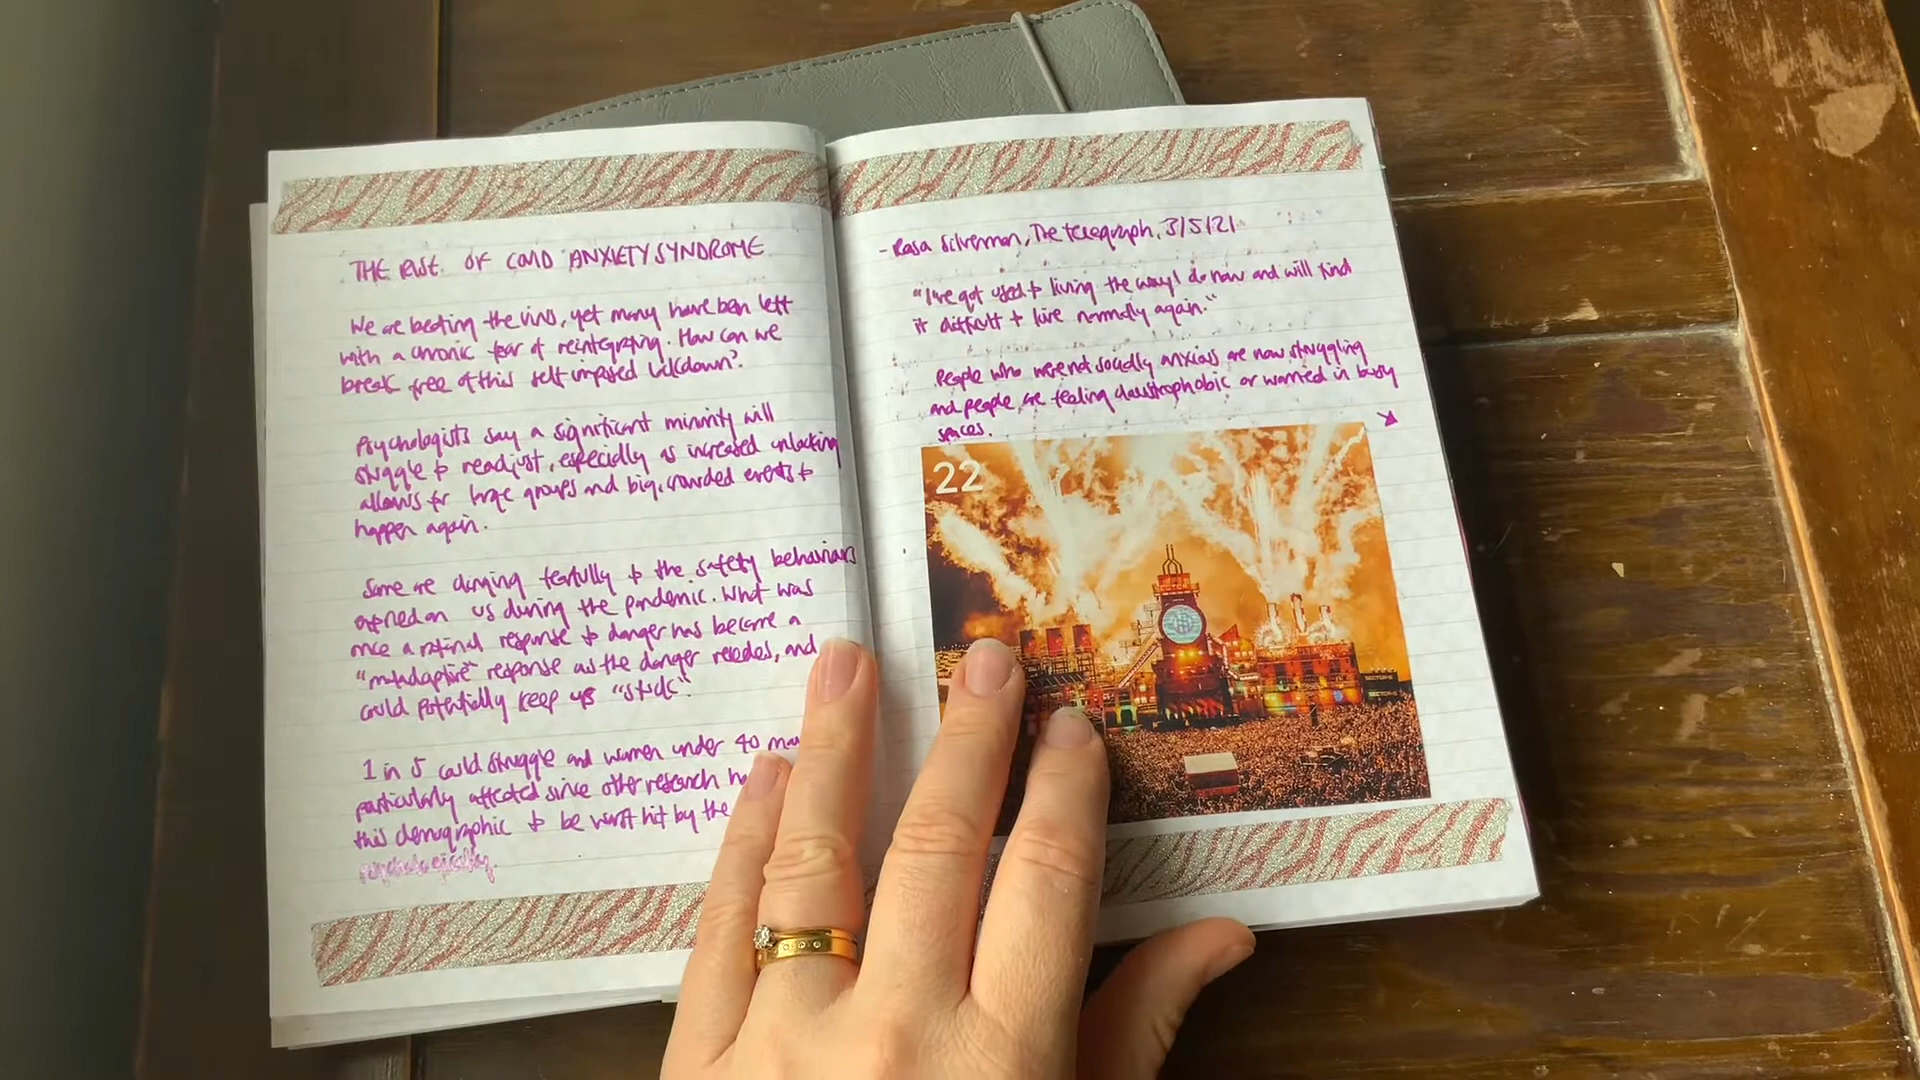 THE RISE OF COVID ANXIETY SYNDROME
We are beating the virus, yet many have been left
with a chronic fear of reintegrating. How can we
break free of this self imposed lockdown?
Psychologists say a significant minority will
struggle to readjust, especially as increased unlocking
allows for large groups and big, crowded events to
happen again.
Some are clinging fearfully to the safety behaviours
on us during the pandemic. What was
once a rational response to danger has become a
"maladaptive" response as the danger recedes, and
could potentially keep us "stuck".
1 in 5 could struggle and women under 40 may
particularly affected since other research
this demographic to be worst hit by the
psychologically.
- Rosa Silverman, The Telegraph, 3/5/21
"I've got used to living the way I do now and will find
it difficult to live normally again."
People who were not socially anxious are now struggling
and people are feeling claustrophobic or worried in busy
spaces.
22